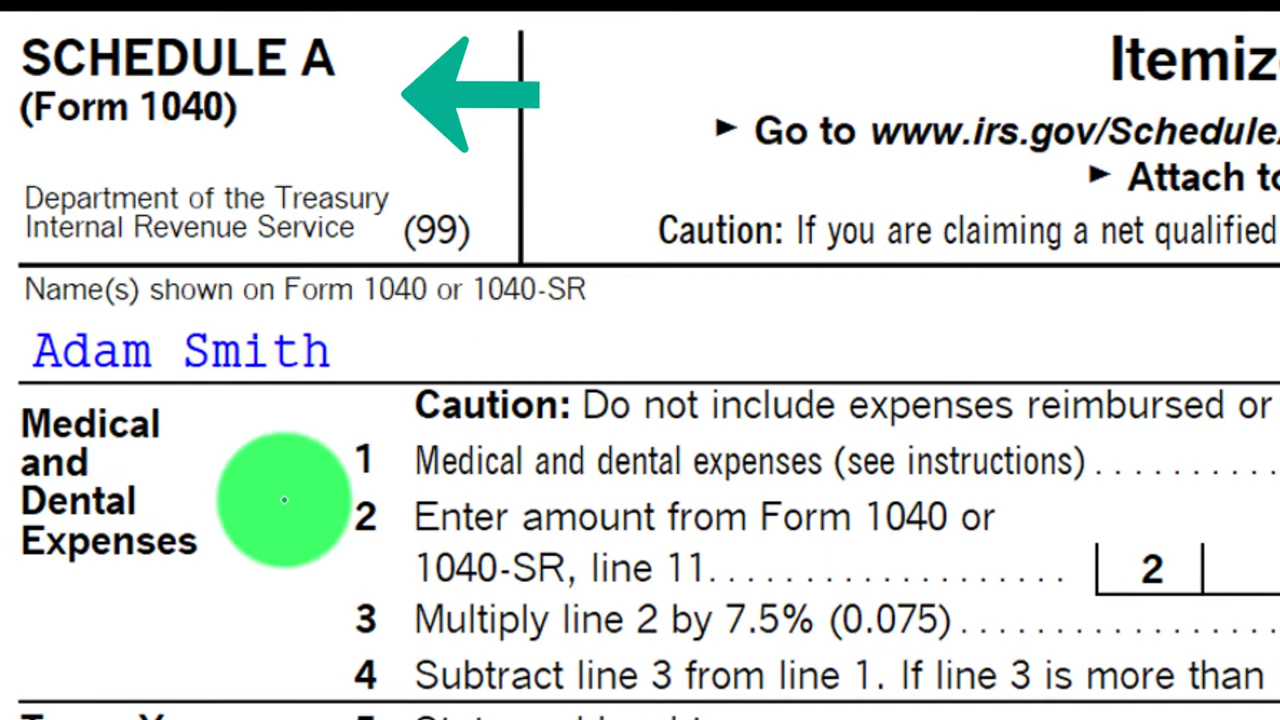 SCHEDULE A
(Form 1040)
Department of the Treasury
Internal Revenue Service (99)
► Go to www.irs.gov/Schedule
► Attach
Caution: If you are claiming a net qualified
Name(s) shown on Form 1040 or 1040-SR
Adam Smith
Medical
and
Dental
Expenses
Caution: Do not include expenses reimbursed or
1 Medical and dental expenses (see instructions) . . . . . . . . . .
2 Enter amount from Form 1040 or
1040-SR, line 11. . . . . . . . . . . . . . . . . . . 2
3 Multiply line 2 by 7.5% (0.075) . . . . . . . . . . . . . . . . . .
4 Subtract line 3 from line 1. If line 3 is more than